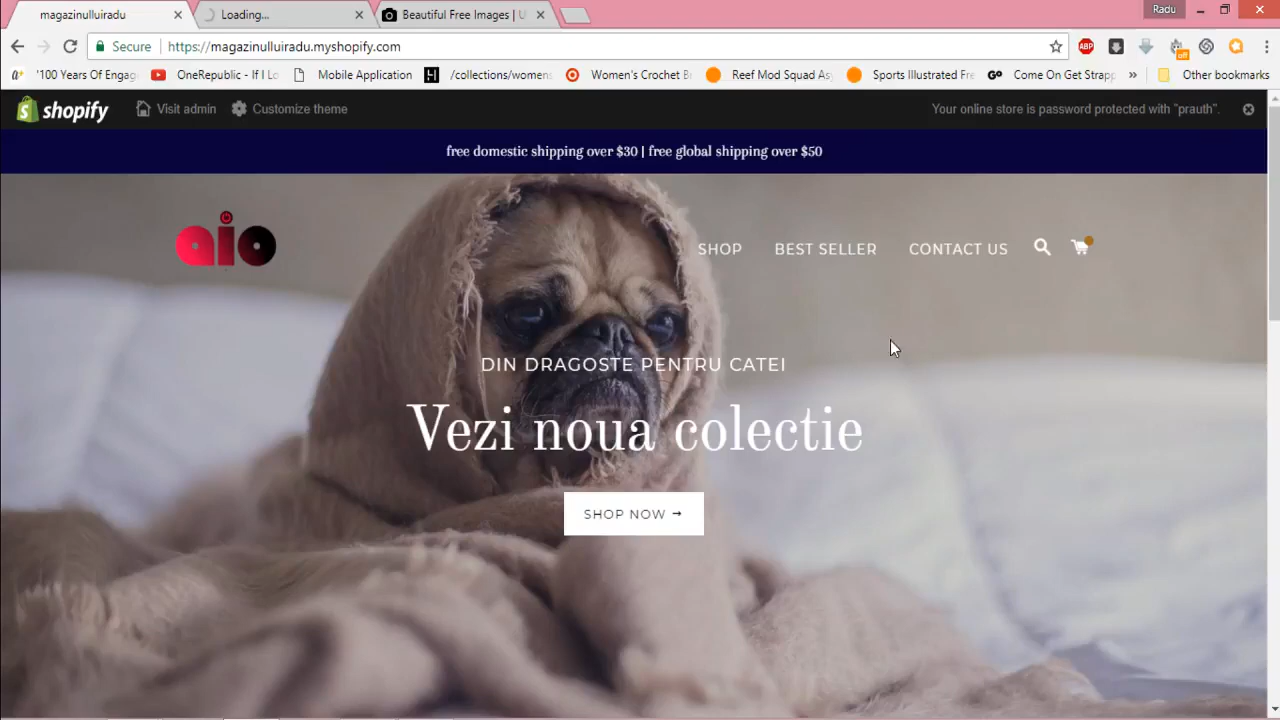 magazinulluiradu
Loading...
Beautiful Free Images | U
Radu
Secure
https://magazinulluiradu.myshopify.com
ABP
'100 Years Of Engag
OneRepublic - If I Lo
Mobile Application
/collections/womens
Women's Crochet B
Reef Mod Squad As
Sports Illustrated Fre
Come On Get Strapp
Other bookmarks
shopify
Visit admin
Customize theme
Your online store is password protected with "prauth".
free domestic shipping over $30 | free global shipping over $50
aio
SHOP
BEST SELLER
CONTACT US
DIN DRAGOSTE PENTRU CATEI
Vezi noua colectie
SHOP NOW →